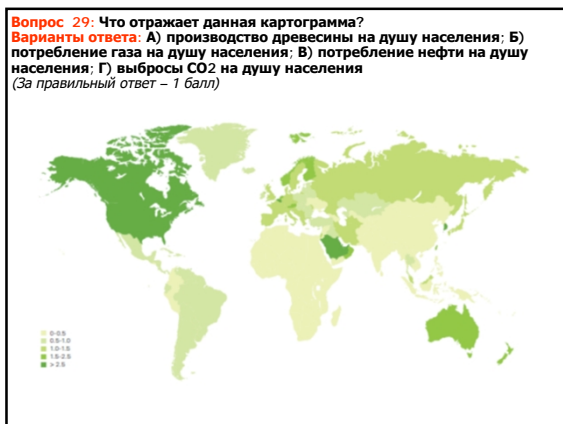 Вопрос 29: Что отражает данная картограмма?
Варианты ответа: А) производство древесины на душу населения; Б)
потребление газа на душу населения; В) потребление нефти на душу
населения; Г) выбросы СО2 на душу населения
(За правильный ответ – 1 балл)
0-0.5
0.5-1.0
1.0-1.5
1.5-2.5
> 2.5